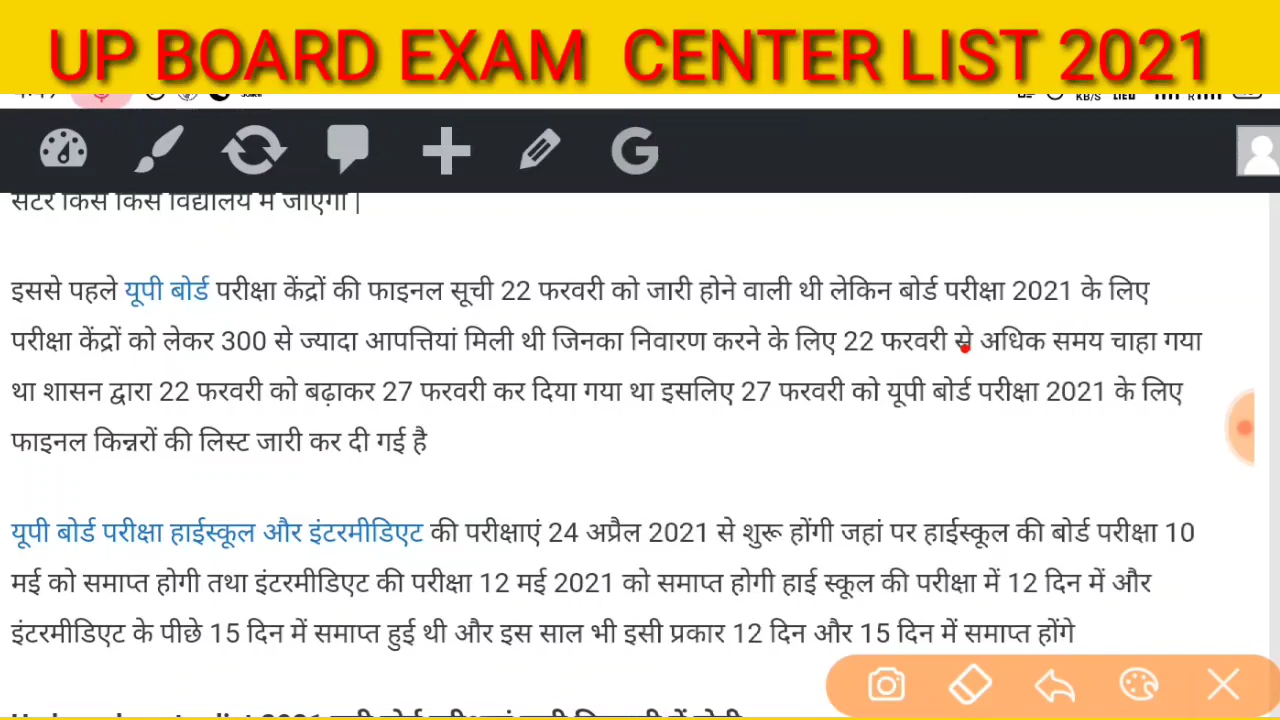 UP BOARD EXAM CENTER LIST 2021
KB/S
सेंटर किस किस विद्यालय में जाएगा |
इससे पहले यूपी बोर्ड परीक्षा केंद्रों की फाइनल सूची 22 फरवरी को जारी होने वाली थी लेकिन बोर्ड परीक्षा 2021 के लिए
परीक्षा केंद्रों को लेकर 300 से ज्यादा आपत्तियां मिली थी जिनका निवारण करने के लिए 22 फरवरी से अधिक समय चाहा गया
था शासन द्वारा 22 फरवरी को बढ़ाकर 27 फरवरी कर दिया गया था इसलिए 27 फरवरी को यूपी बोर्ड परीक्षा 2021 के लिए
फाइनल किन्नरों की लिस्ट जारी कर दी गई है
यूपी बोर्ड परीक्षा हाईस्कूल और इंटरमीडिएट की परीक्षाएं 24 अप्रैल 2021 से शुरू होंगी जहां पर हाईस्कूल की बोर्ड परीक्षा 10
मई को समाप्त होगी तथा इंटरमीडिएट की परीक्षा 12 मई 2021 को समाप्त होगी हाई स्कूल की परीक्षा में 12 दिन में और
इंटरमीडिएट के पीछे 15 दिन में समाप्त हुई थी और इस साल भी इसी प्रकार 12 दिन और 15 दिन में समाप्त होंगे